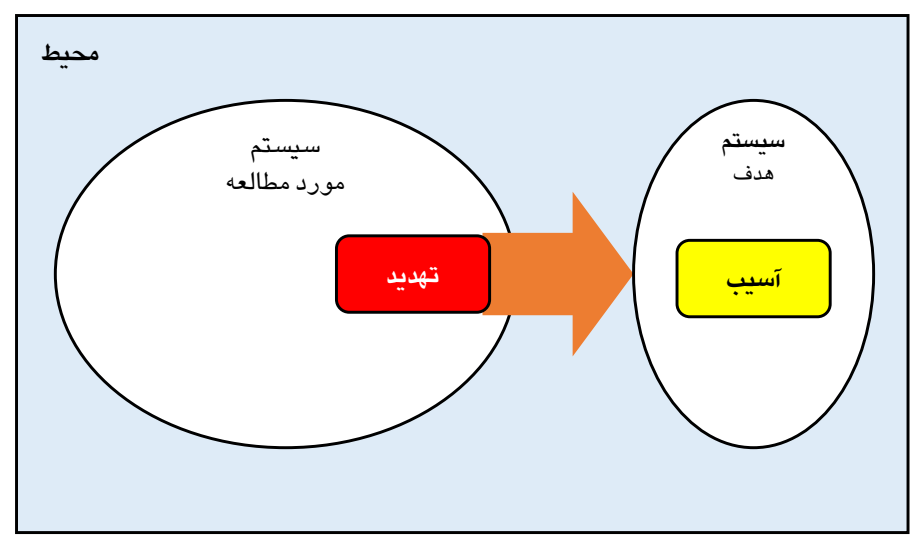 محیط
سیستم
مورد مطالعه
تهدید
سیستم
هدف
آسیب